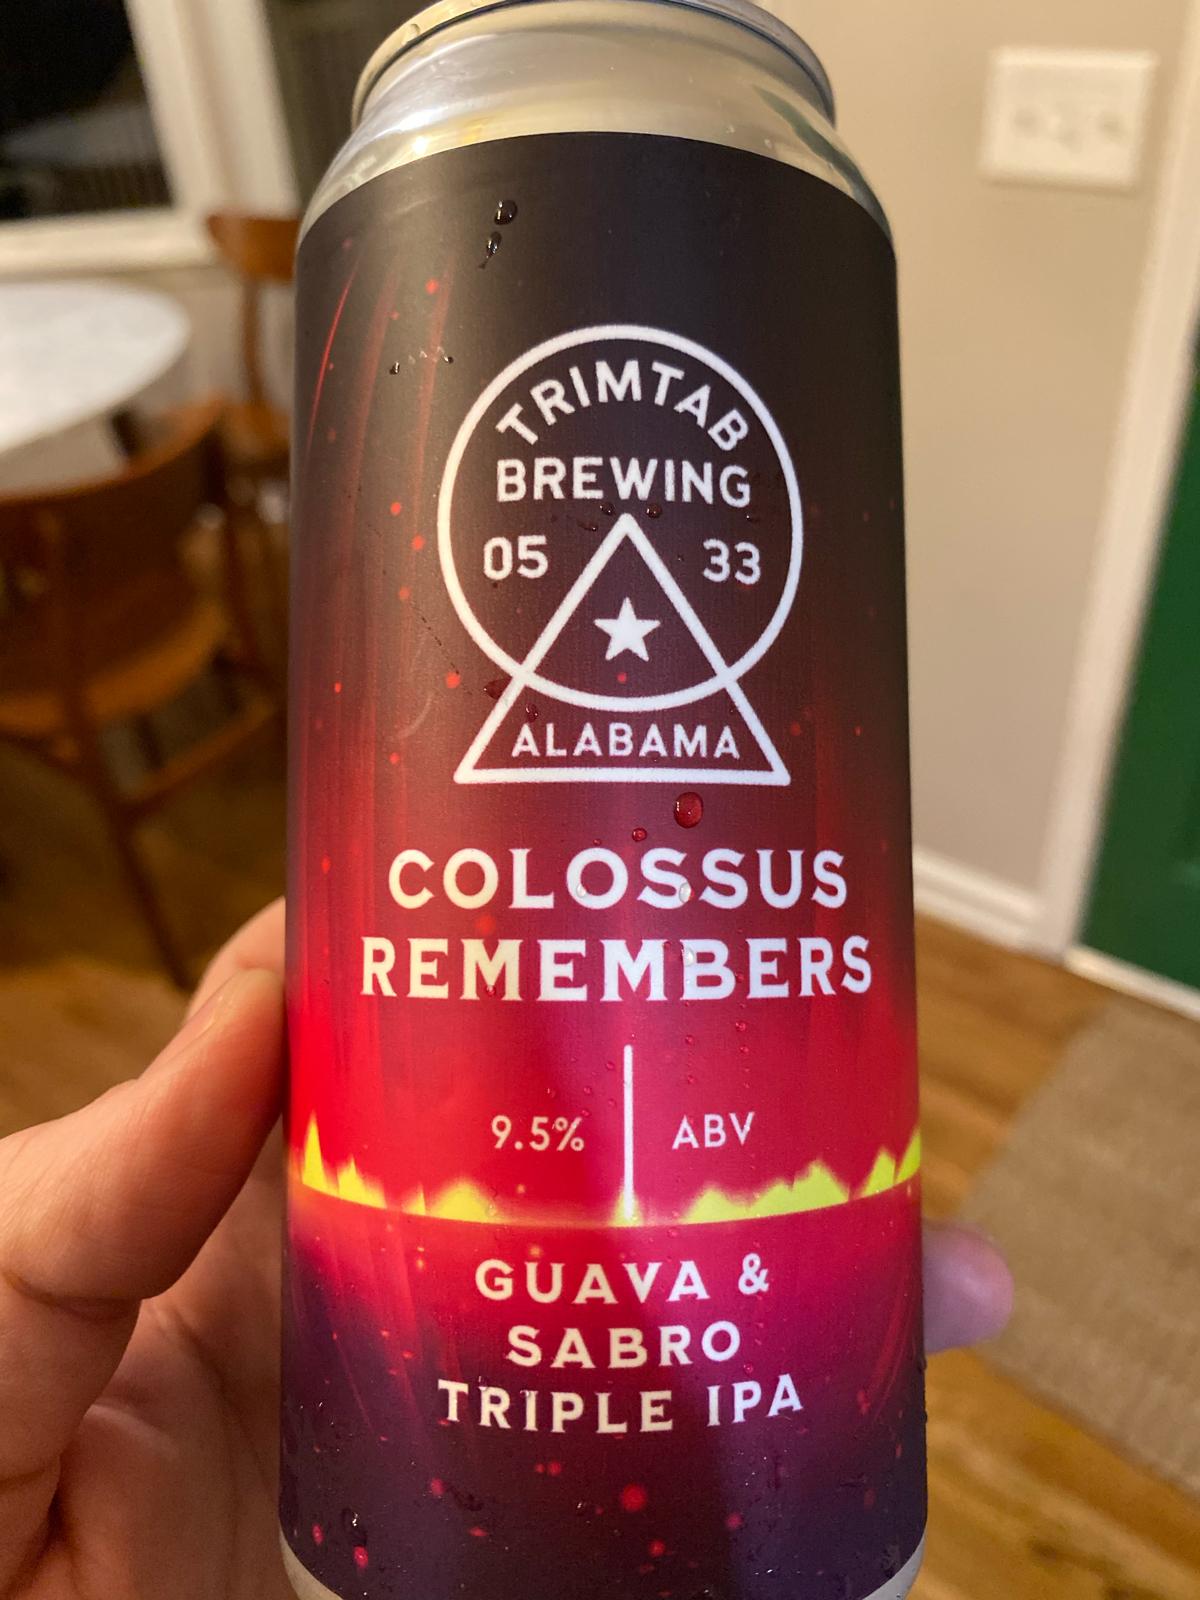 TRIMTAB
BREWING
05 33
ALABAMA
COLOSSUS
REMEMBERS
9.5% ABV
GUAVA &
SABRO
TRIPLE IPA